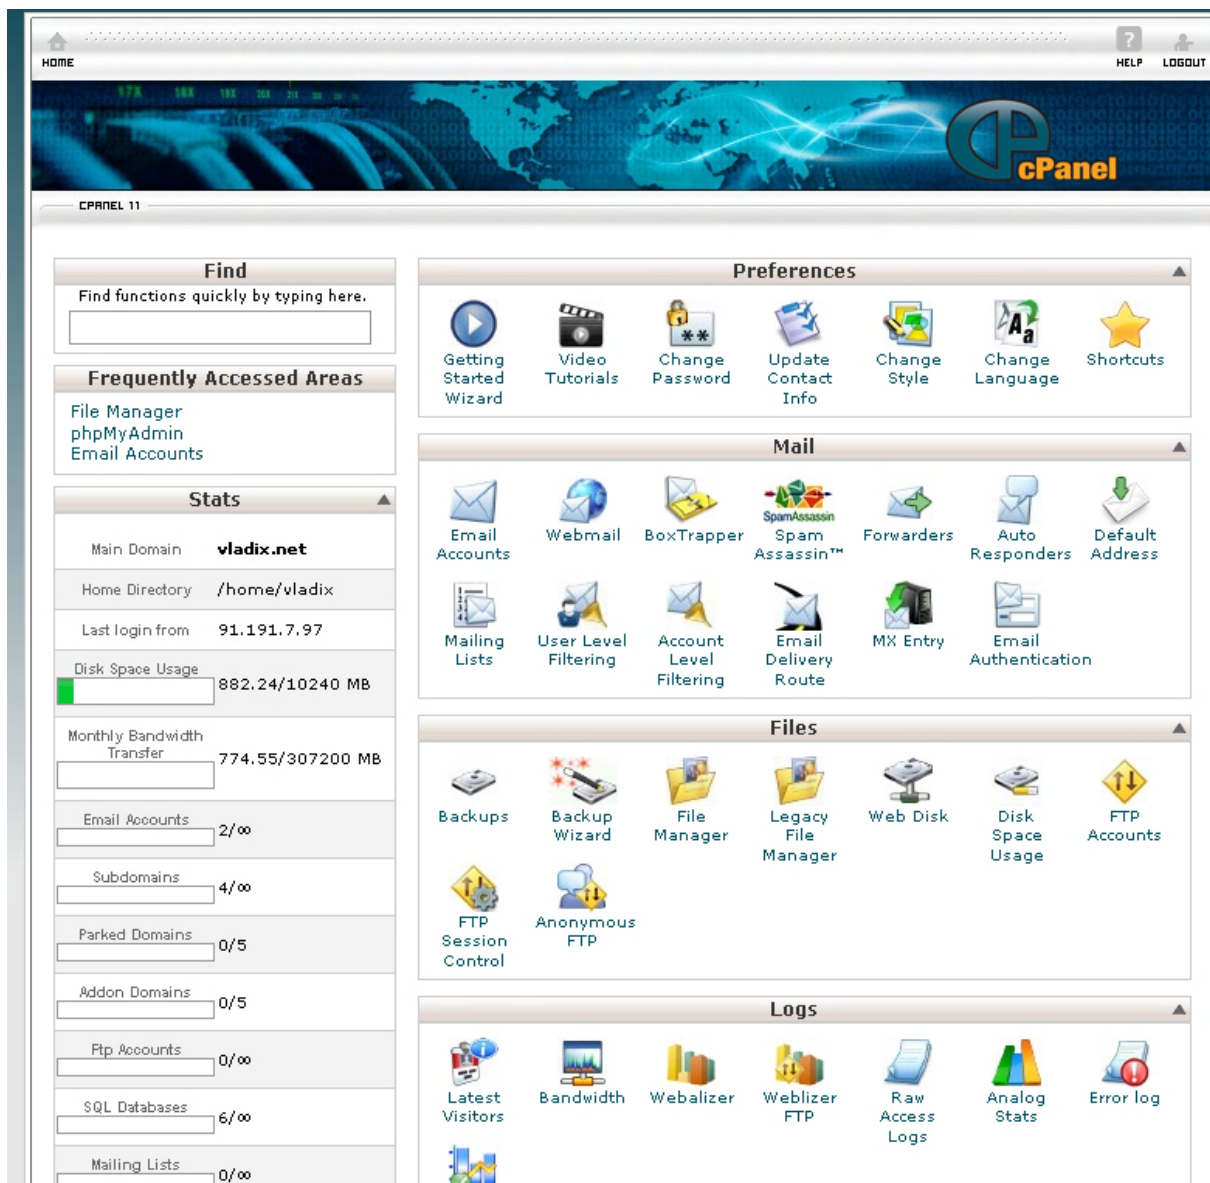 HOME
HELP
LOGOUT
17X 18X 19X 20X 21X
cPanel
CPANEL 11
Find
Find functions quickly by typing here.
Frequently Accessed Areas
File Manager
phpMyAdmin
Email Accounts
Stats
Main Domain vladix.net
Home Directory /home/vladix
Last login from 91.191.7.97
Disk Space Usage
882.24/10240 MB
Monthly Bandwidth
Transfer
774.55/307200 MB
Email Accounts
2/∞
Subdomains
4/∞
Parked Domains
0/5
Addon Domains
0/5
Ftp Accounts
0/∞
SQL Databases
6/∞
Mailing Lists
0/∞
Preferences
Getting
Started
Wizard
Video
Tutorials
Change
Password
Update
Contact
Info
Change
Style
Change
Language
Shortcuts
Mail
Email
Accounts
Webmail
BoxTrapper
SpamAssassin
Spam
Assassin™
Forwarders
Auto
Responders
Default
Address
Mailing
Lists
User Level
Filtering
Account
Level
Filtering
Email
Delivery
Route
MX Entry
Email
Authentication
Files
Backups
Backup
Wizard
File
Manager
Legacy
File
Manager
Web Disk
Disk
Space
Usage
FTP
Accounts
FTP
Session
Control
Anonymous
FTP
Logs
Latest
Visitors
Bandwidth
Webalizer
Weblizer
FTP
Raw
Access
Logs
Analog
Stats
Error log